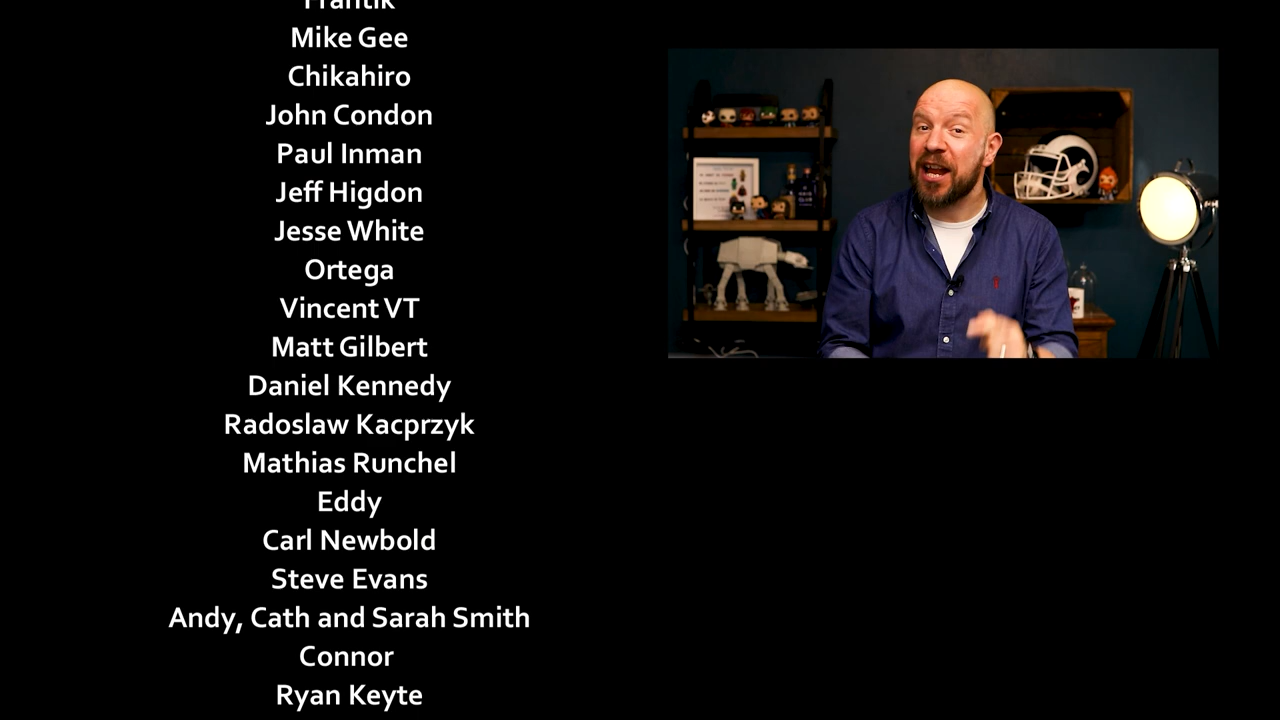 Frantik
Mike Gee
Chikahiro
John Condon
Paul Inman
Jeff Higdon
Jesse White
Ortega
Vincent VT
Matt Gilbert
Daniel Kennedy
Radoslaw Kacprzyk
Mathias Runchel
Eddy
Carl Newbold
Steve Evans
Andy, Cath and Sarah Smith
Connor
Ryan Keyte